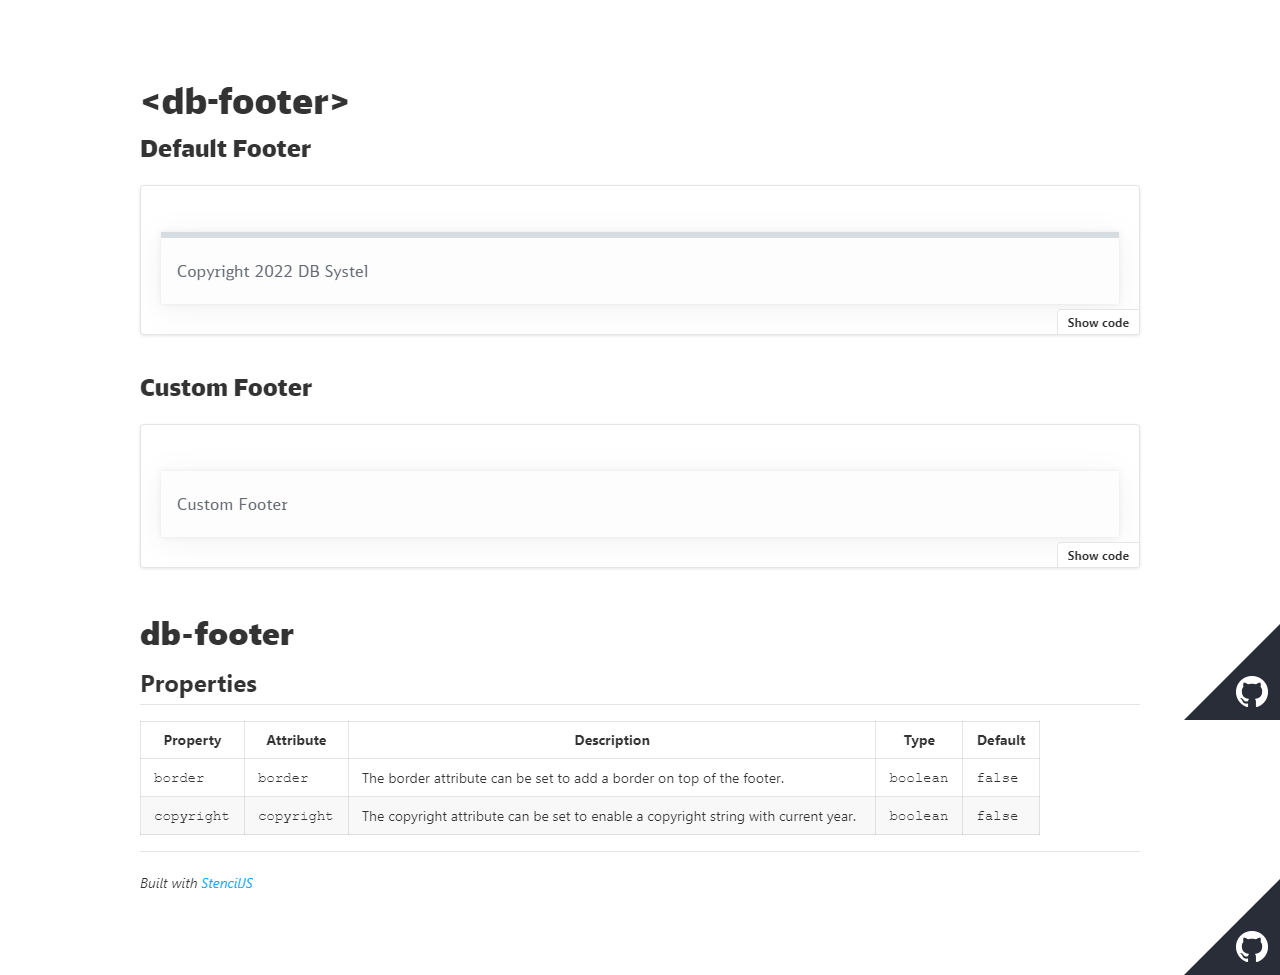 <db-footer>
Default Footer
Copyright 2022 DB Systel
Show code
Custom Footer
Custom Footer
Show code
db-footer
Properties
Property Attribute Description Type Default
border border The border attribute can be set to add a border on top of the footer. boolean false
copyright copyright The copyright attribute can be set to enable a copyright string with current year. boolean false
Built with StencilJS